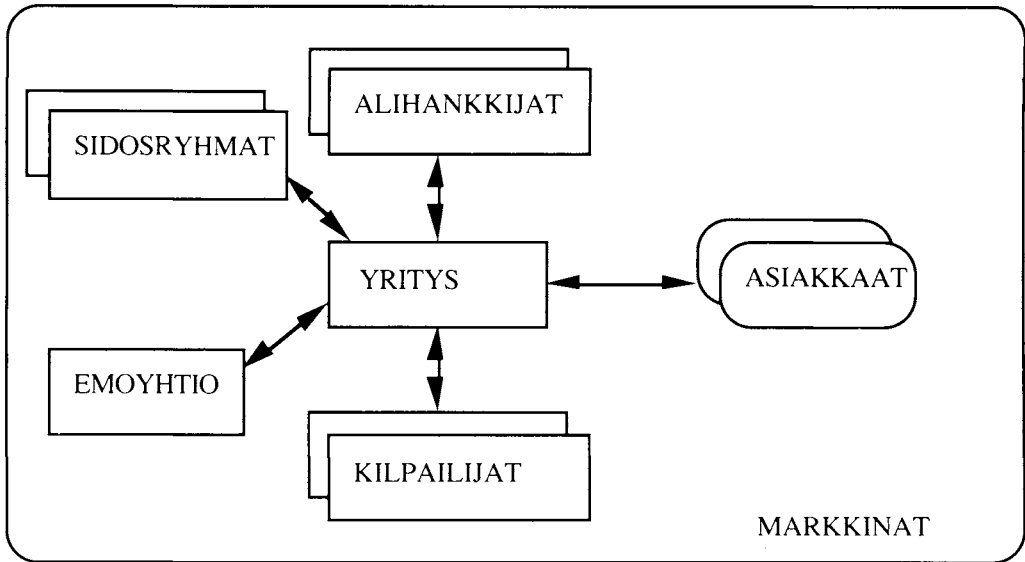 ALIHANKKIJAT
SIDOSRYHMAT
YRITYS
ASIAKKAAT
EMOYHTIO
KILPAILIJAT
MARKKINAT